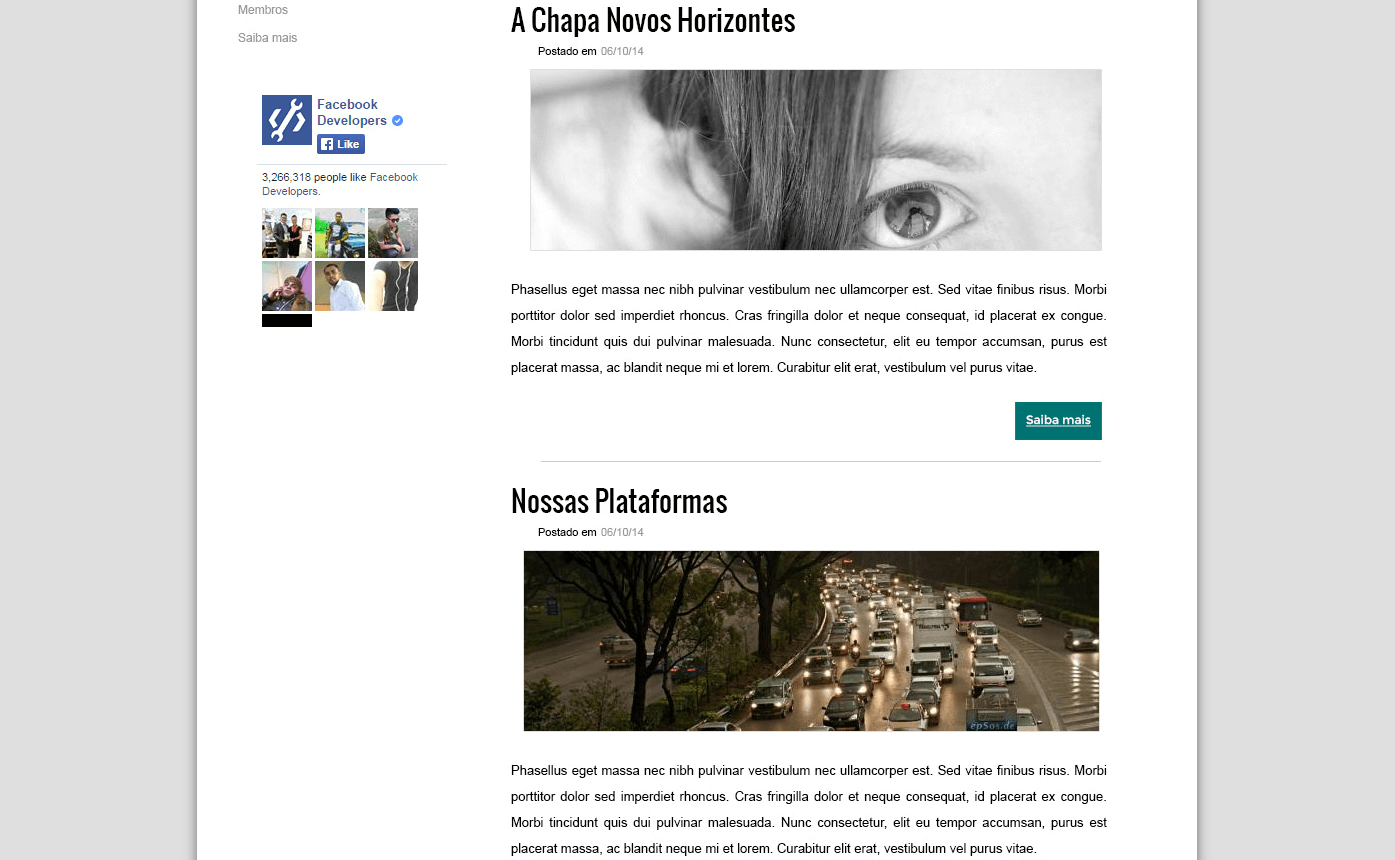 Membros
Saiba mais
Facebook
Developers
Like
3,266,318 people like Facebook
Developers.
A Chapa Novos Horizontes
Postado em 06/10/14
Phasellus eget massa nec nibh pulvinar vestibulum nec ullamcorper est. Sed vitae finibus risus. Morbi
porttitor dolor sed imperdiet rhoncus. Cras fringilla dolor et neque consequat, id placerat ex congue.
Morbi tincidunt quis dui pulvinar malesuada. Nunc consectetur, elit eu tempor accumsan, purus est
placerat massa, ac blandit neque mi et lorem. Curabitur elit erat, vestibulum vel purus vitae.
Saiba mais
Nossas Plataformas
Postado em 06/10/14
epSos.de
Phasellus eget massa nec nibh pulvinar vestibulum nec ullamcorper est. Sed vitae finibus risus. Morbi
porttitor dolor sed imperdiet rhoncus. Cras fringilla dolor et neque consequat, id placerat ex congue.
Morbi tincidunt quis dui pulvinar malesuada. Nunc consectetur, elit eu tempor accumsan, purus est
placerat massa, ac blandit neque mi et lorem. Curabitur elit erat, vestibulum vel purus vitae.